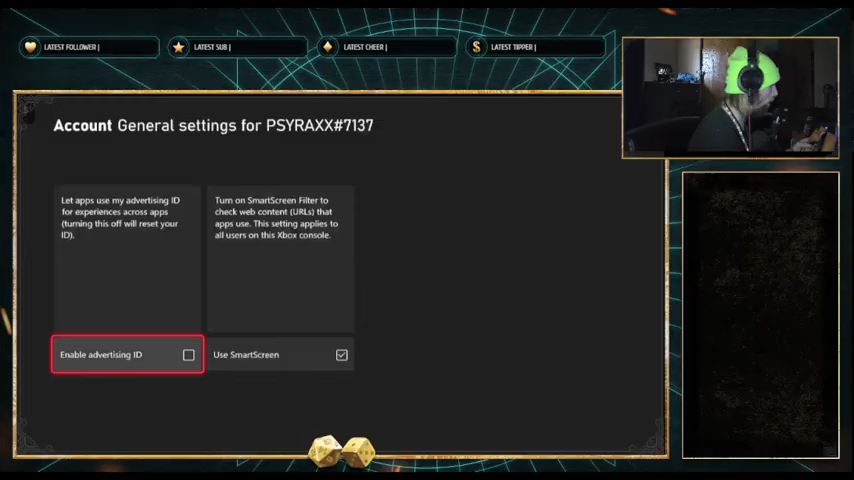 LATEST FOLLOWER |
LATEST SUB |
LATEST CHEER |
$ LATEST TIPPER |
Account General settings for PSYRAXX#7137
Let apps use my advertising ID
for experiences across apps
(turning this off will reset your
ID).
Turn on SmartScreen Filter to
check web content (URLs) that
apps use. This setting applies to
all users on this Xbox console.
Enable advertising ID
Use SmartScreen